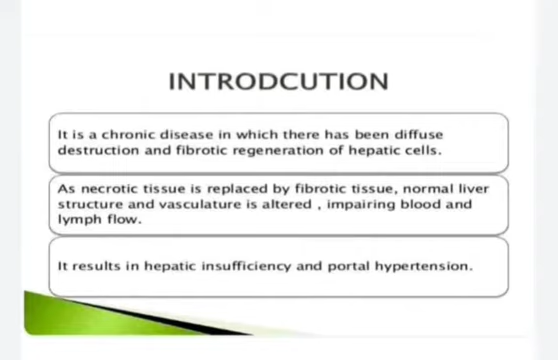 INTRODCUTION
It is a chronic disease in which there has been diffuse
destruction and fibrotic regeneration of hepatic cells.
As necrotic tissue is replaced by fibrotic tissue, normal liver
structure and vasculature is altered , impairing blood and
lymph flow.
It results in hepatic insufficiency and portal hypertension.